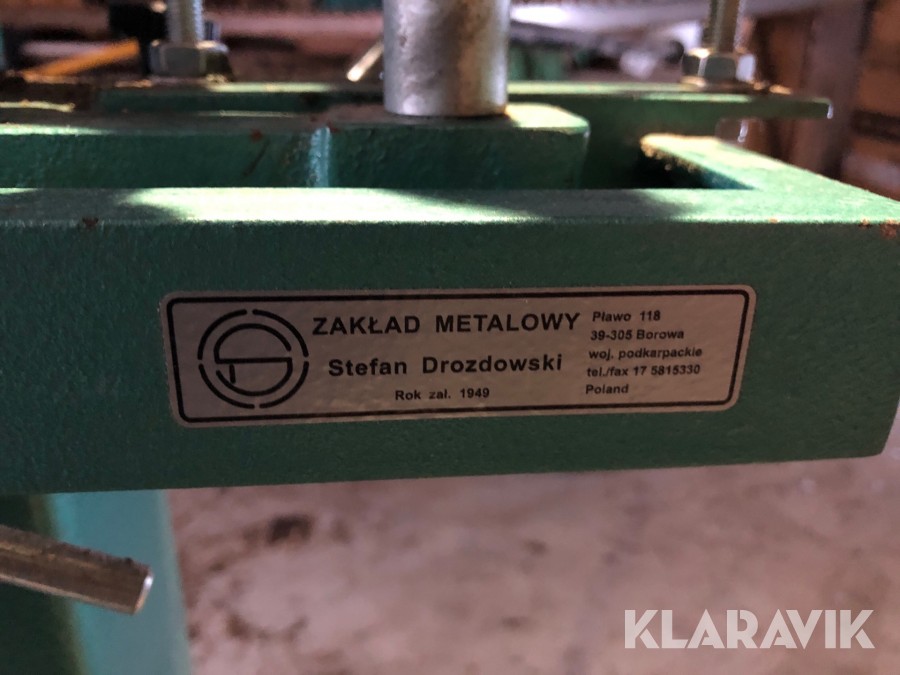 ZAKŁAD METALOWY
Stefan Drozdowski
Rok zał. 1949
Pławo 118
39-305 Borowa
woj. podkarpackie
tel./fax 17 5815330
Poland
KLARAVIK